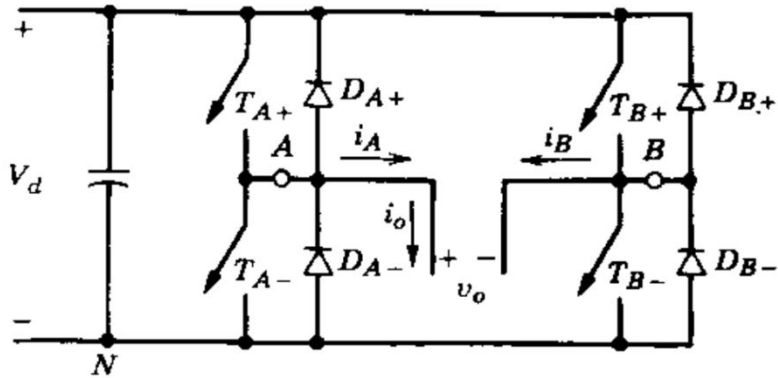 +
T_{A+} D_{A+} T_{B+} D_{B+}
A i_A i_B B
V_d
i_o
T_{A-} D_{A-} + - T_{B-} D_{B-}
v_o
-
N